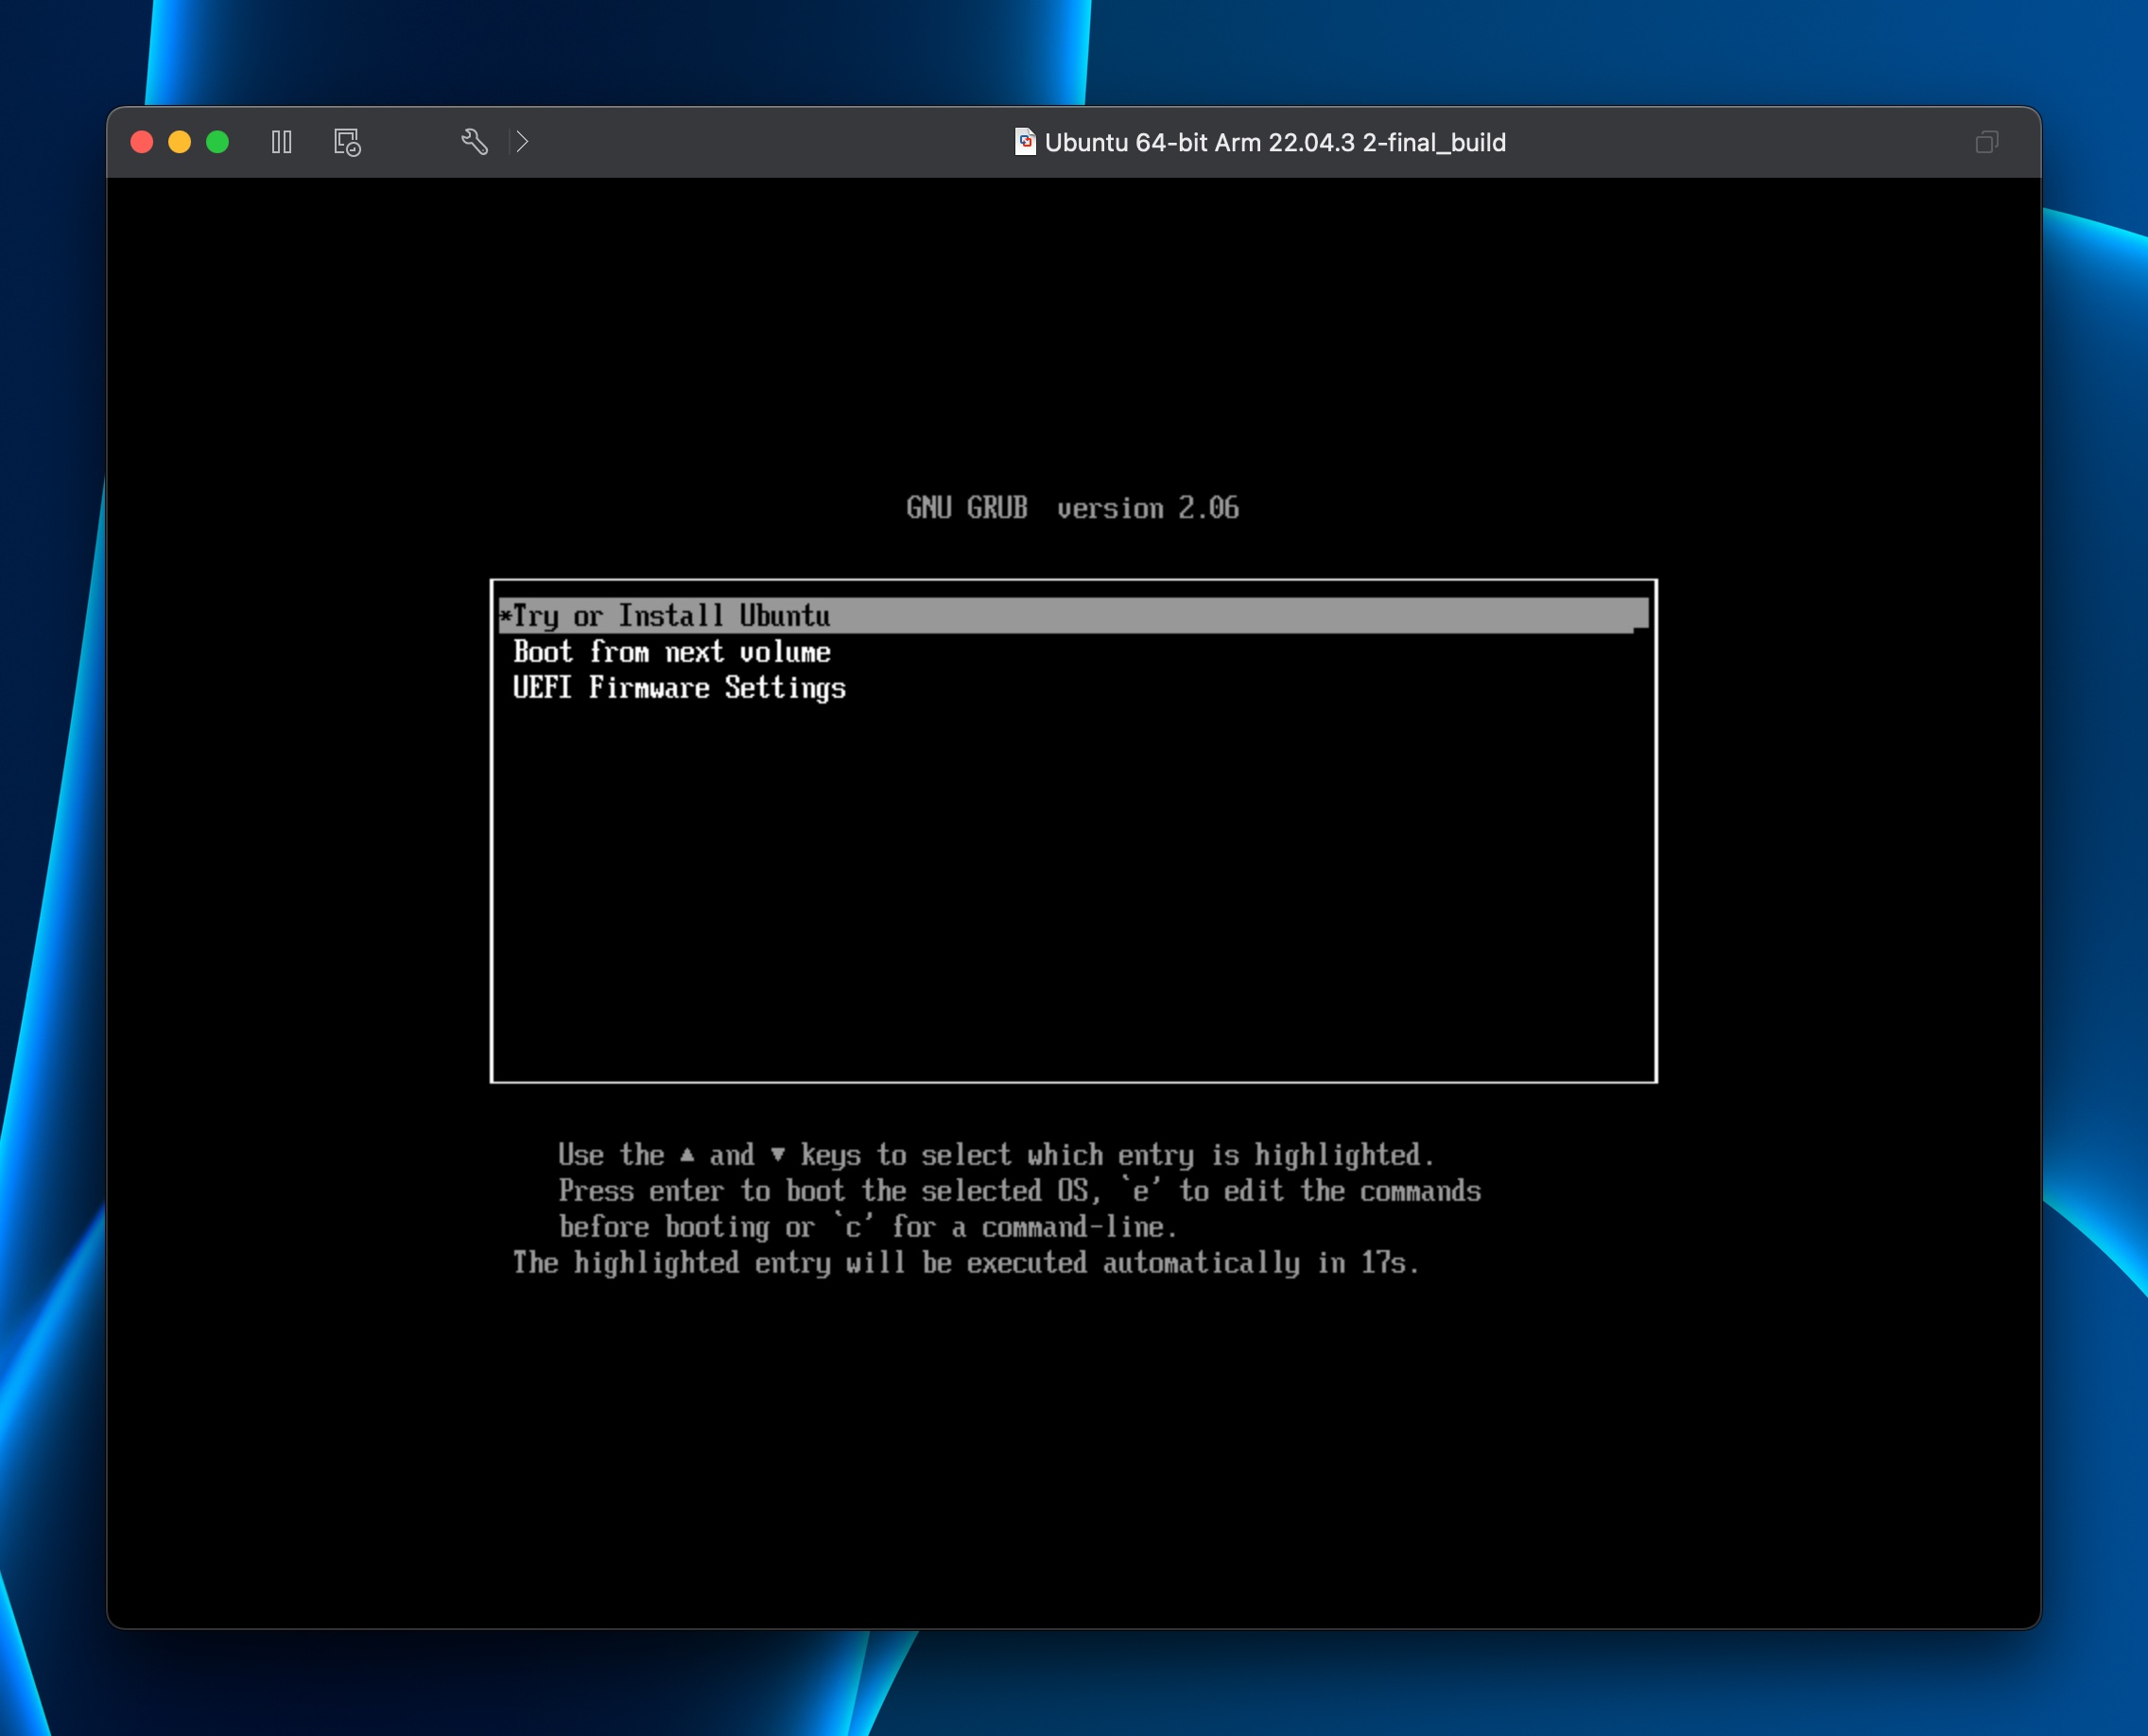 Ubuntu 64-bit Arm 22.04.3 2-final_build
GNU GRUB  version 2.06
*Try or Install Ubuntu
Boot from next volume
UEFI Firmware Settings
Use the ▲ and ▼ keys to select which entry is highlighted.
Press enter to boot the selected OS, `e' to edit the commands
before booting or `c' for a command-line.
The highlighted entry will be executed automatically in 17s.